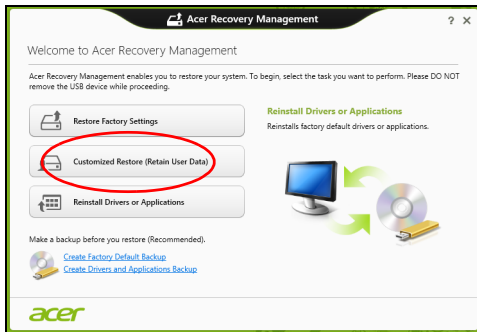 Acer Recovery Management
Welcome to Acer Recovery Management
Acer Recovery Management enables you to restore your system. To begin, select the task you want to perform. Please DO NOT
remove the USB device while proceeding.
Restore Factory Settings
Customized Restore (Retain User Data)
Reinstall Drivers or Applications
Reinstall Drivers or Applications
Reinstalls factory default drivers or applications.
Make a backup before you restore (Recommended).
Create Factory Default Backup
Create Drivers and Applications Backup
acer